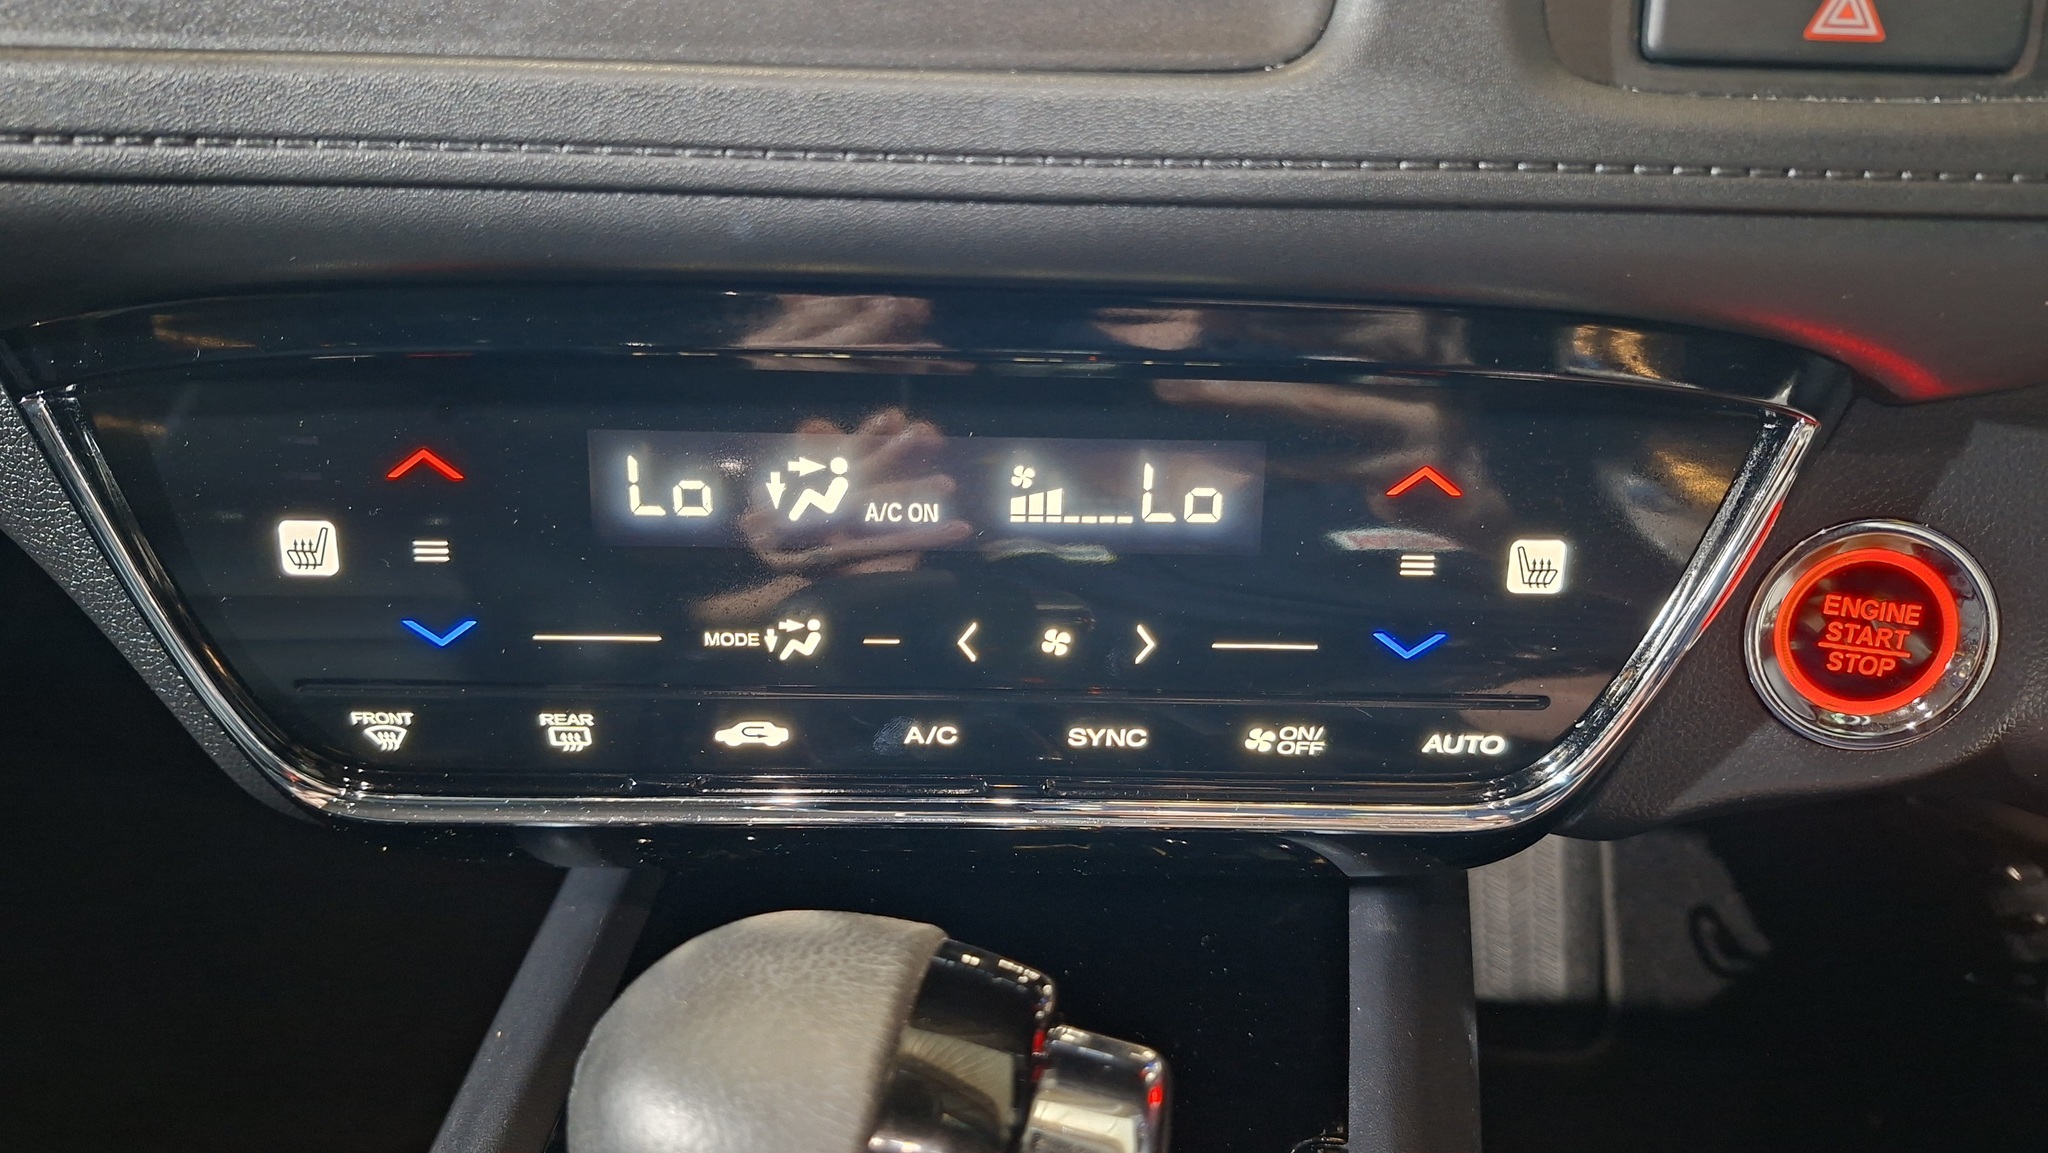 Lo
A/C ON
Lo
MODE
ENGINE
START
STOP
FRONT
REAR
A/C
SYNC
ON/
OFF
AUTO